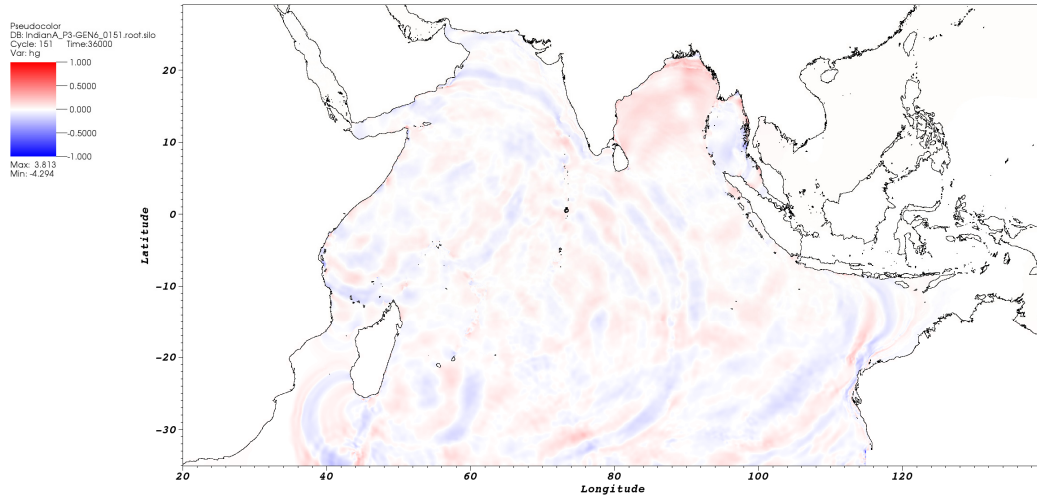 Pseudocolor
DB: IndianA_P3-GEN6_0151.root.silo
Cycle: 151 Time:36000
Var: hg
1.000
0.5000
0.000
-0.5000
-1.000
Max: 3.813
Min: -4.294
20
10
0
-10
-20
-30
Latitude
20
40
60
80
100
120
Longitude